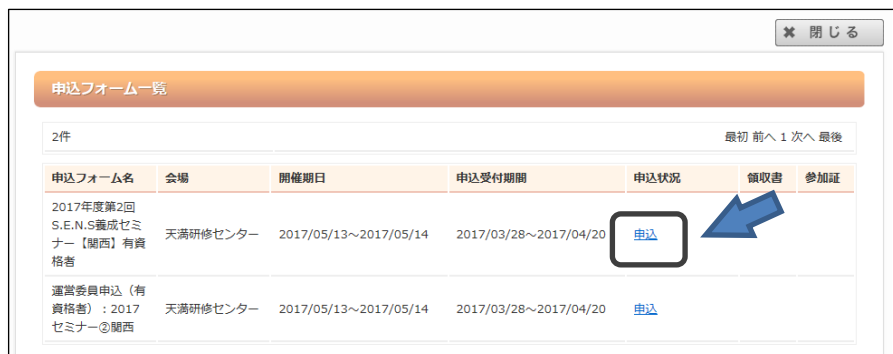 ✖ 閉じる
申込フォーム一覧
2件 最初 前へ 1 次へ 最後
申込フォーム名 会場 開催期日 申込受付期間 申込状況 領収書 参加証
2017年度第2回
S.E.N.S養成セミ
ナー【関西】有資
格者
天満研修センター 2017/05/13～2017/05/14 2017/03/28～2017/04/20 申込
運営委員申込（有
資格者）：2017
セミナー②関西
天満研修センター 2017/05/13～2017/05/14 2017/03/28～2017/04/20 申込